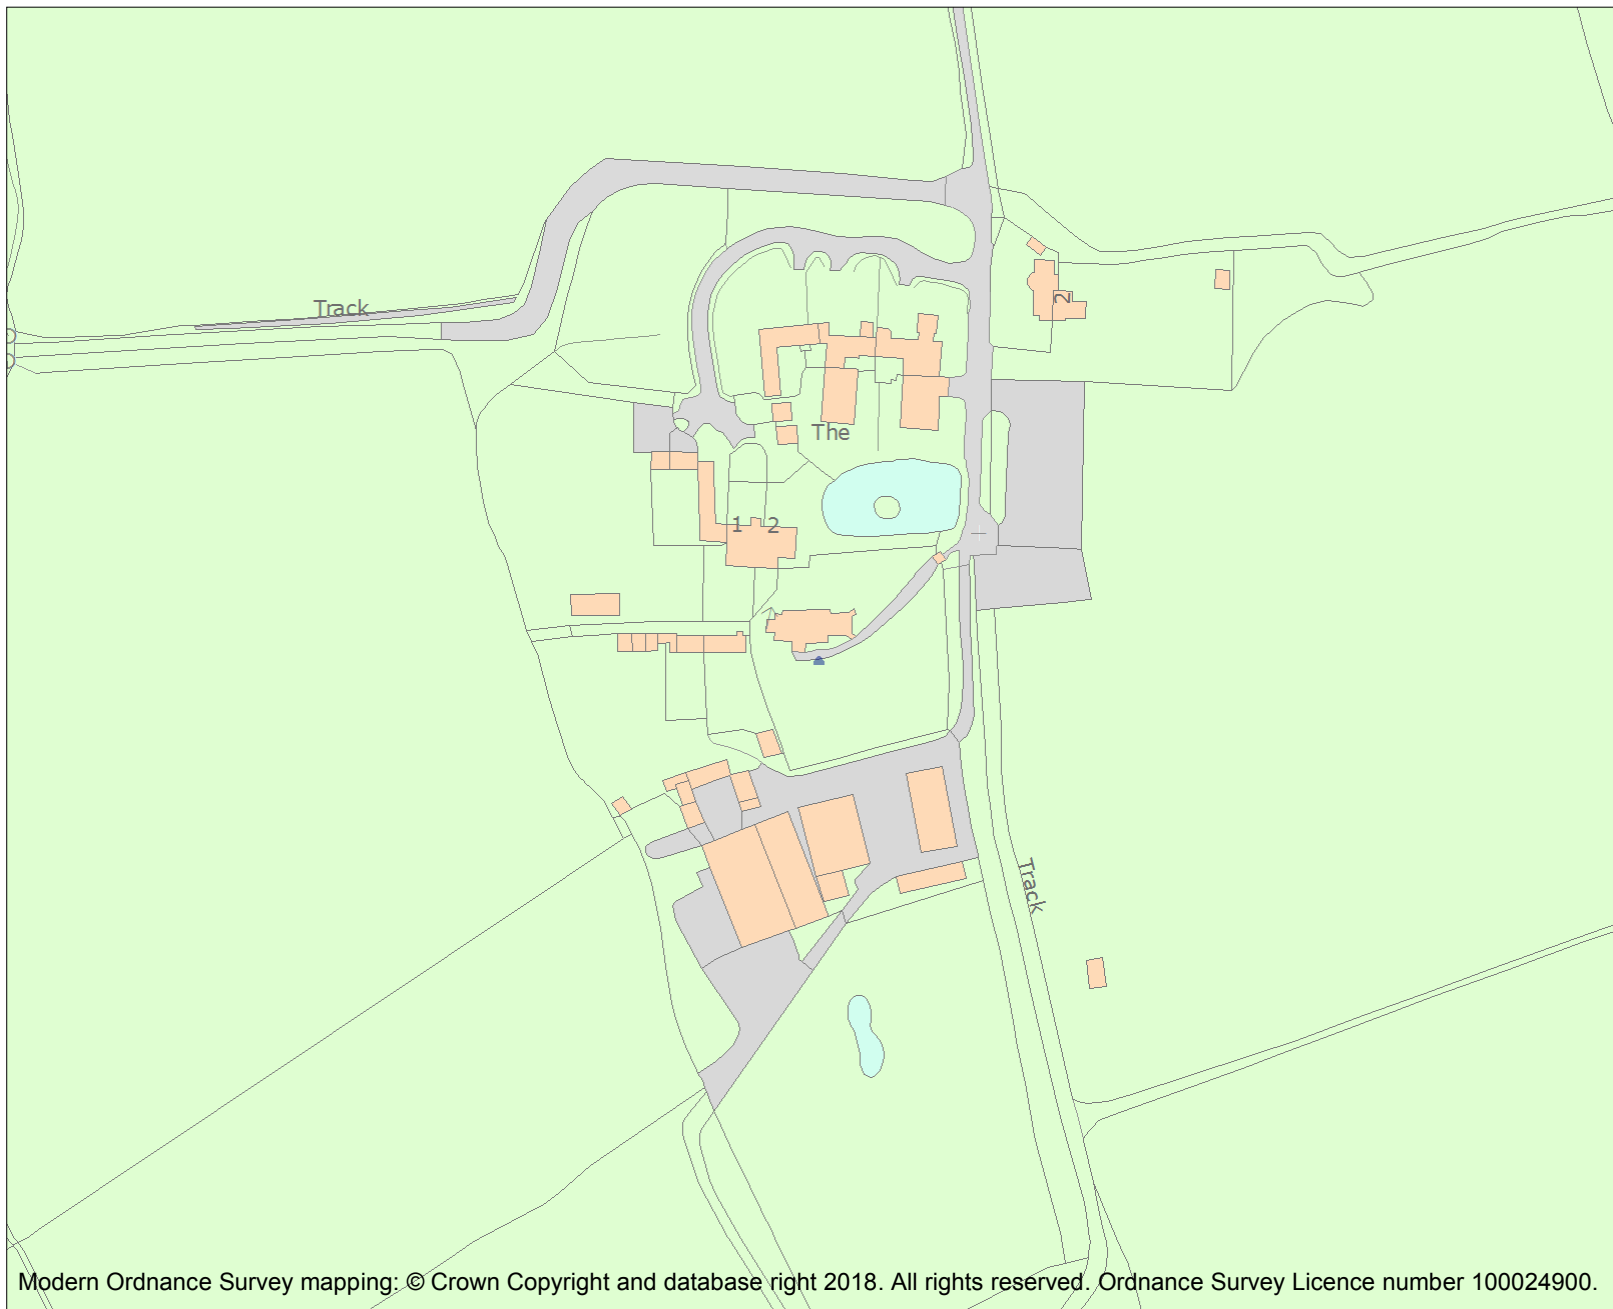 Track
2
The
1 2
Track
Modern Ordnance Survey mapping: © Crown Copyright and database right 2018. All rights reserved. Ordnance Survey Licence number 100024900.